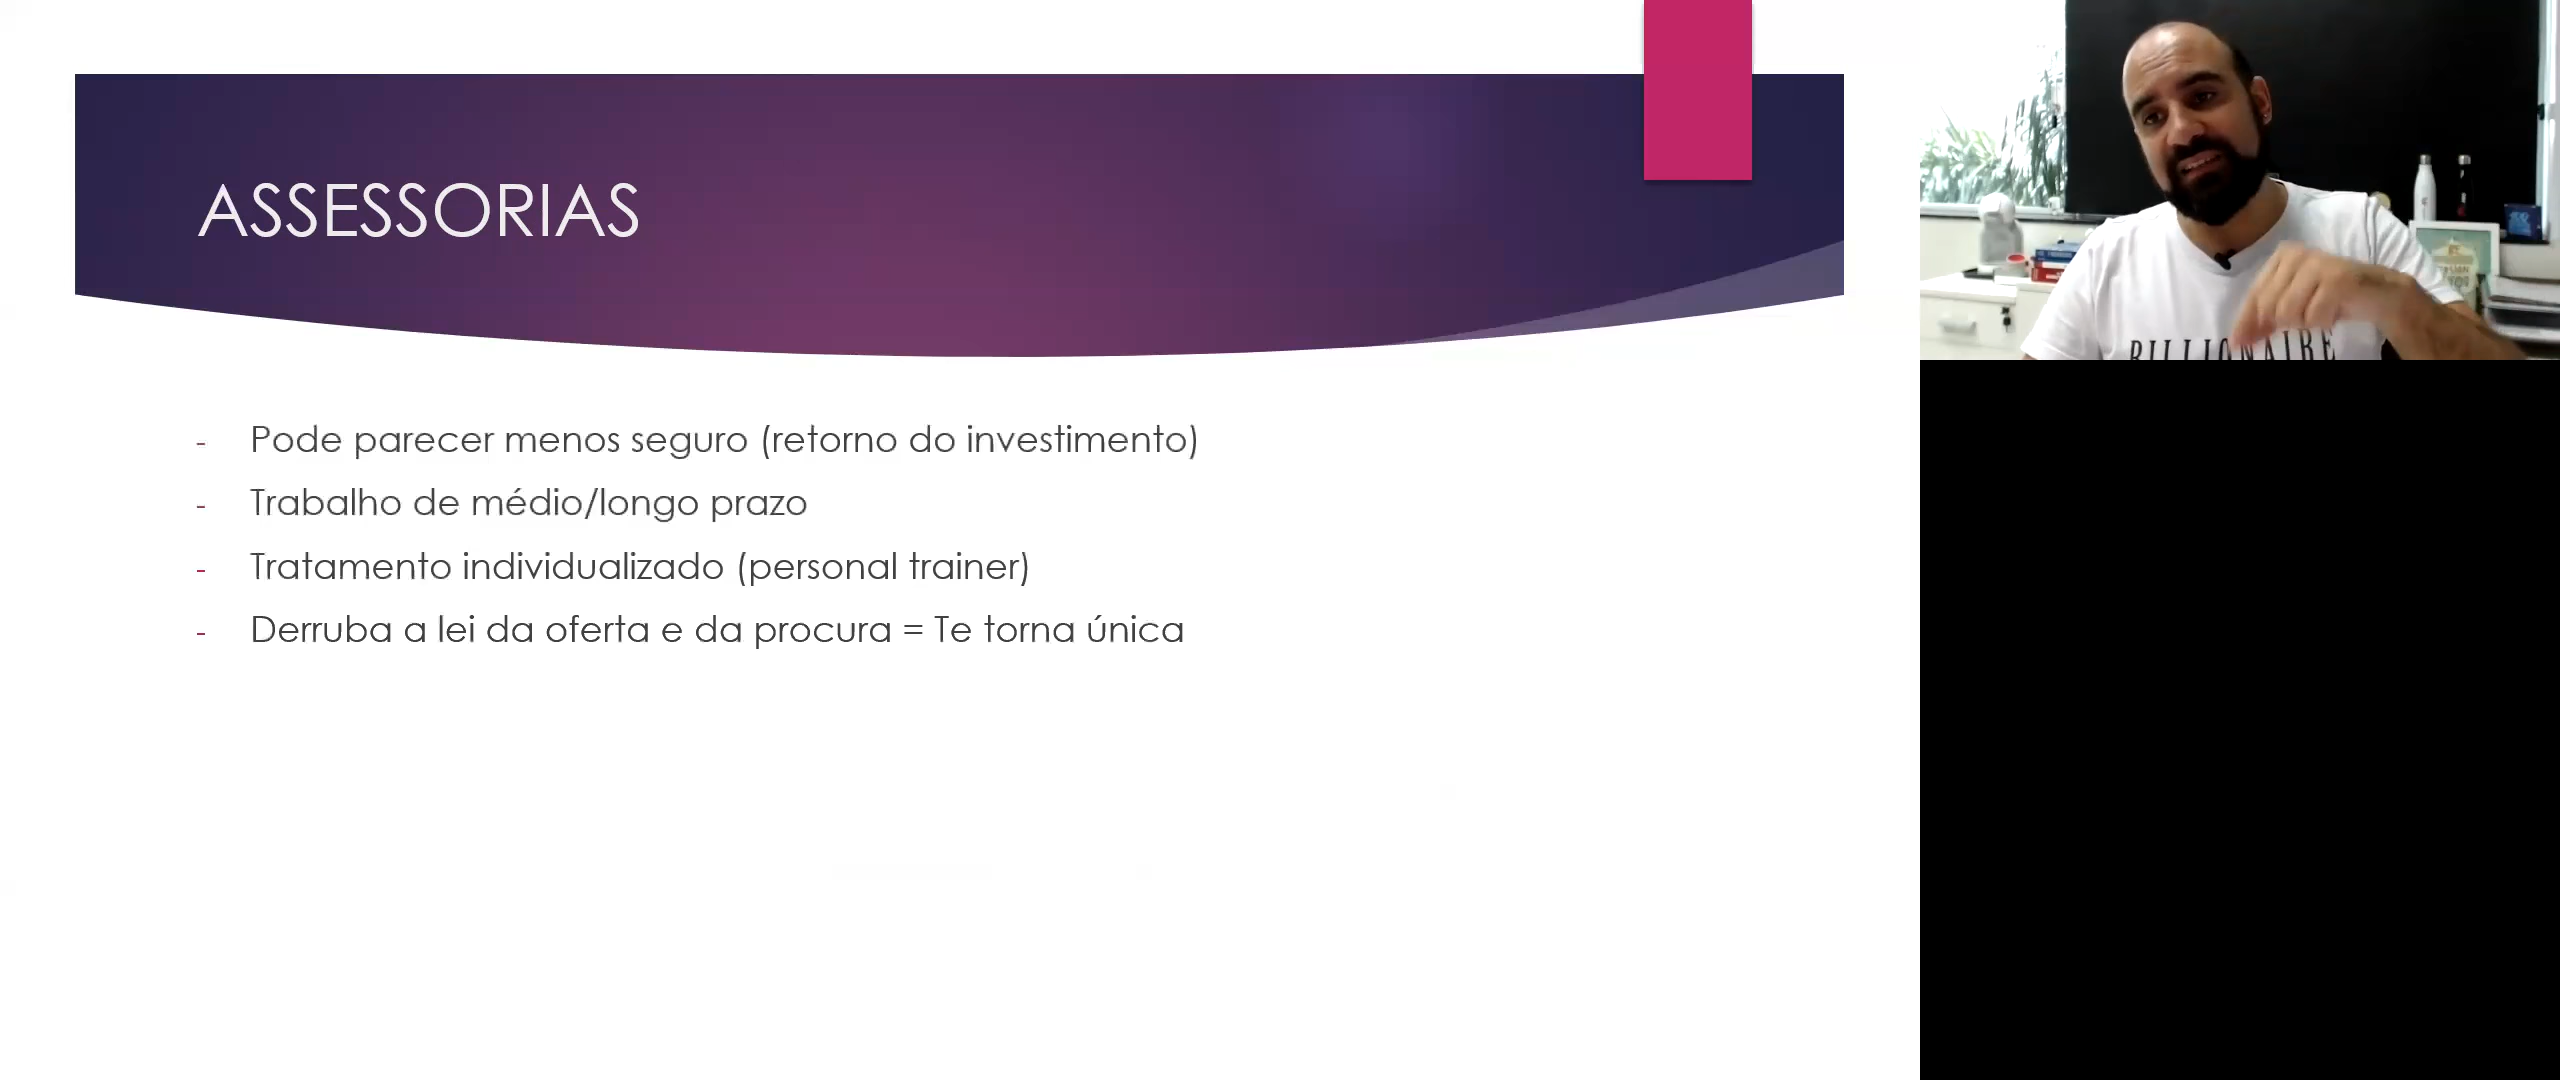 ASSESSORIAS
- Pode parecer menos seguro (retorno do investimento)
- Trabalho de médio/longo prazo
- Tratamento individualizado (personal trainer)
- Derruba a lei da oferta e da procura = Te torna única
BILLIONAIRE